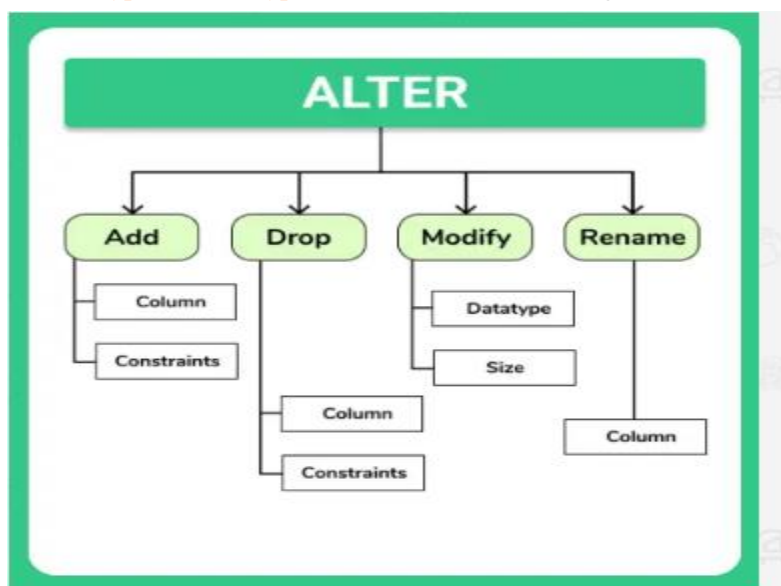 ALTER
Add
Drop
Modify
Rename
Column
Constraints
Column
Constraints
Datatype
Size
Column